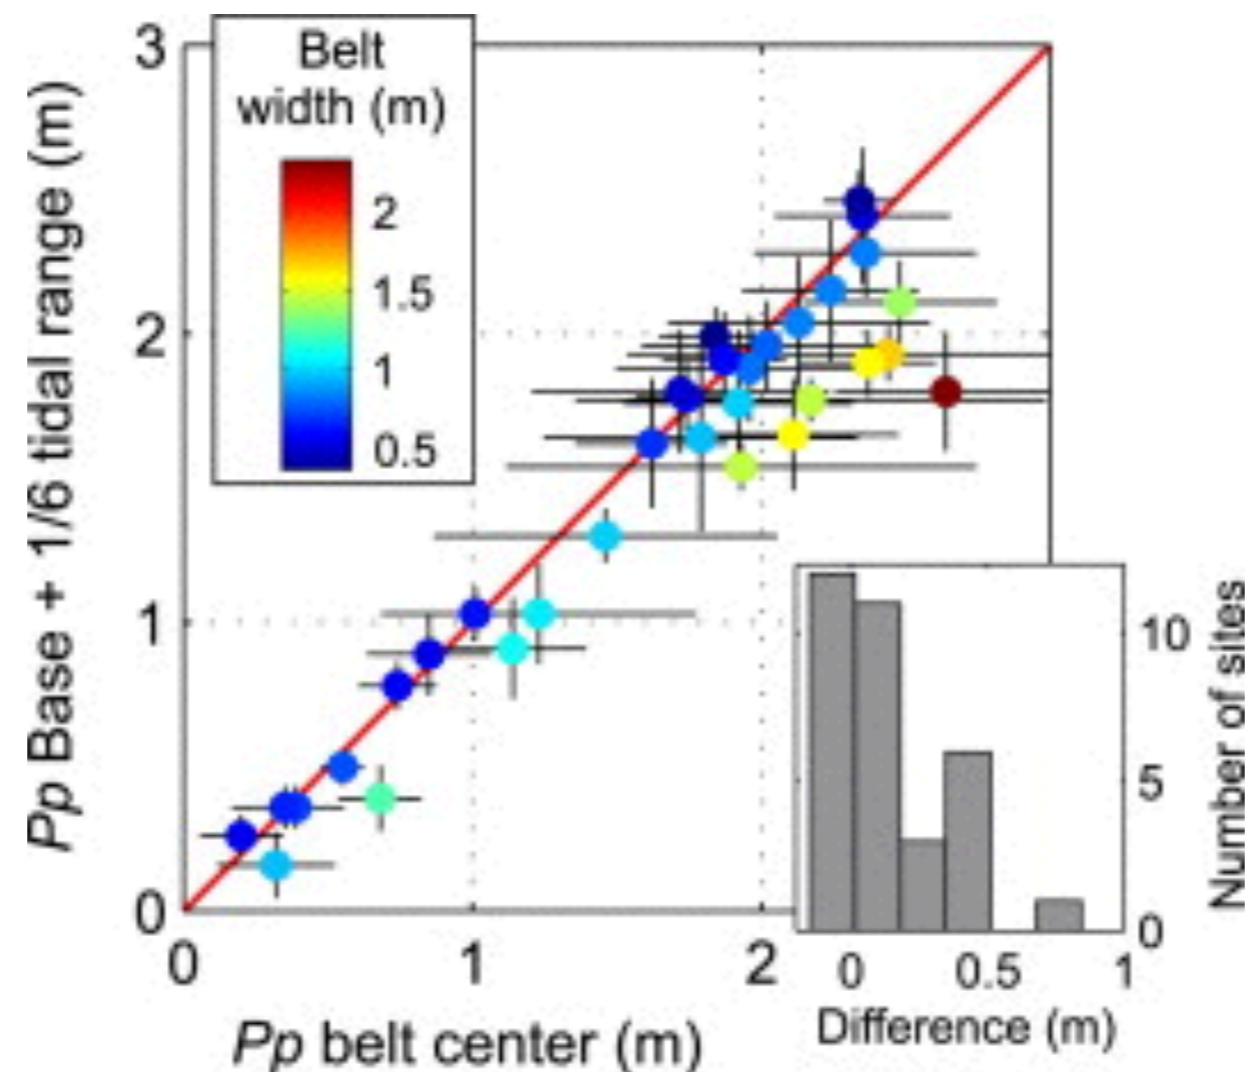 Belt
width (m)
2
1.5
1
0.5
3
2
1
0
Pp Base + 1/6 tidal range (m)
0
1
2
Pp belt center (m)
10
5
0
Number of sites
0
0.5
1
Difference (m)